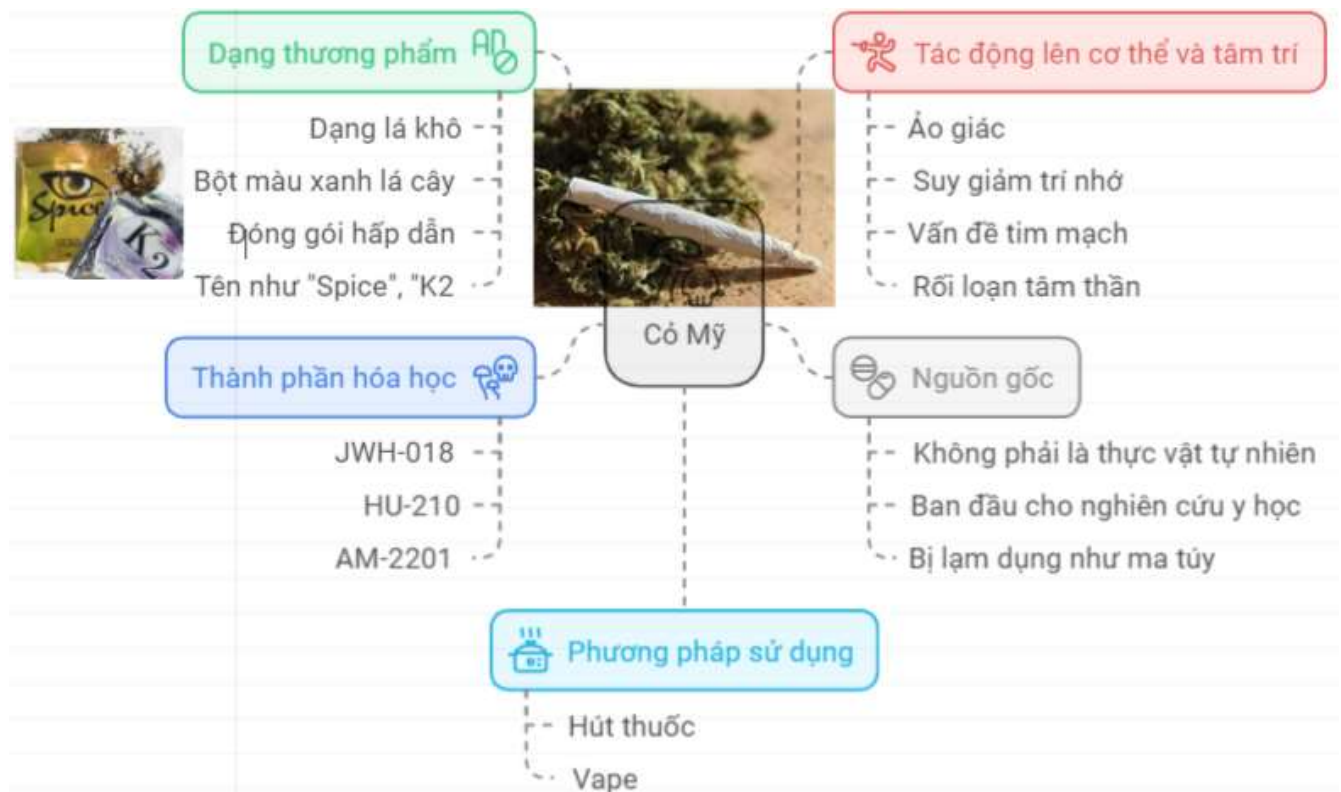 Dạng thương phẩm
Dạng lá khô
Bột màu xanh lá cây
Đóng gói hấp dẫn
Tên như "Spice", "K2
Spice
K2
Tác động lên cơ thể và tâm trí
Ảo giác
Suy giảm trí nhớ
Vấn đề tim mạch
Rối loạn tâm thần
Cỏ Mỹ
Thành phần hóa học
JWH-018
HU-210
AM-2201
Nguồn gốc
Không phải là thực vật tự nhiên
Ban đầu cho nghiên cứu y học
Bị lạm dụng như ma túy
Phương pháp sử dụng
Hút thuốc
Vape